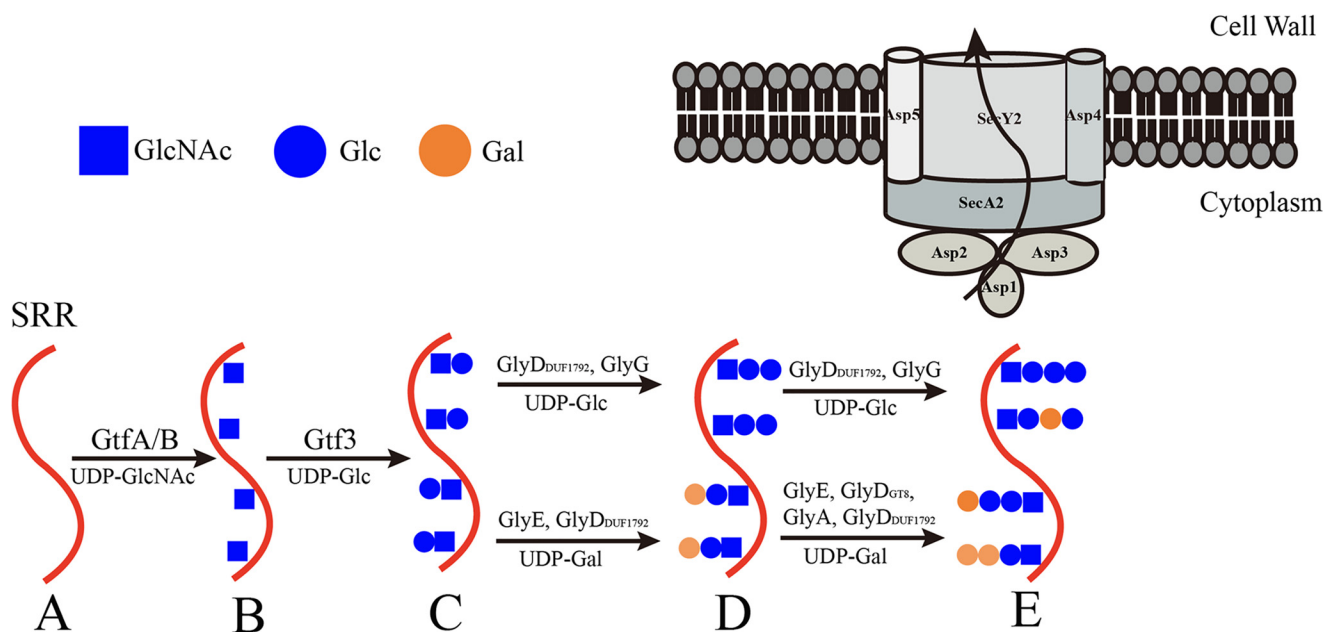 Cell Wall
Asp5
SecY2
Asp4
GlcNAc
Glc
Gal
SecA2
Cytoplasm
Asp2
Asp3
Asp1
SRR
GlyDDUF1792, GlyG
UDP-Glc
GlyDDUF1792, GlyG
UDP-Glc
GtfA/B
UDP-GlcNAc
Gtf3
UDP-Glc
GlyE, GlyDDUF1792
UDP-Gal
GlyE, GlyDGT8,
GlyA, GlyDDUF1792
UDP-Gal
A
B
C
D
E